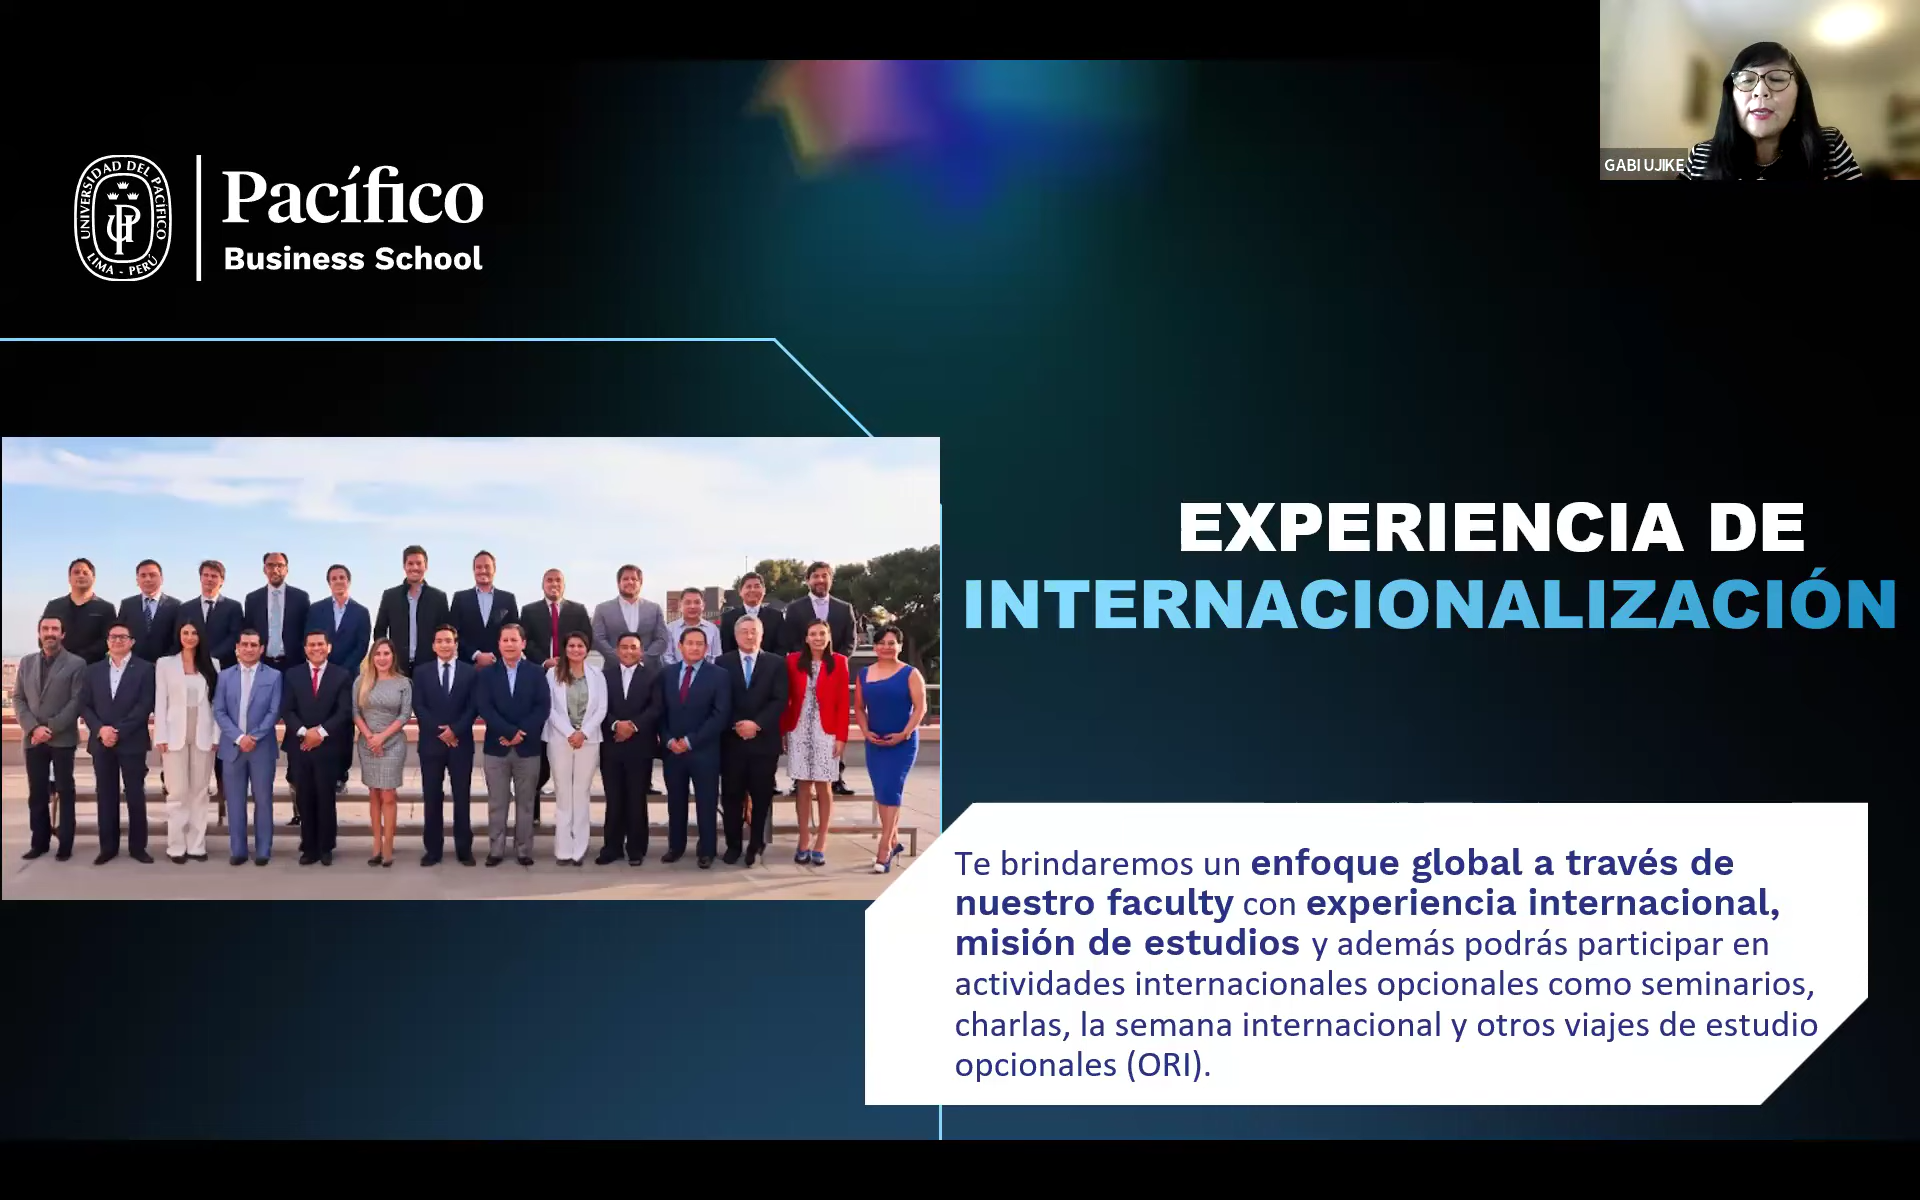 GABI UJIKE
UNIVERSIDAD DEL PACÍFICO
LIMA - PERÚ
Pacífico
Business School
EXPERIENCIA DE
INTERNACIONALIZACIÓN
Te brindaremos un enfoque global a través de
nuestro faculty con experiencia internacional,
misión de estudios y además podrás participar en
actividades internacionales opcionales como seminarios,
charlas, la semana internacional y otros viajes de estudio
opcionales (ORI).